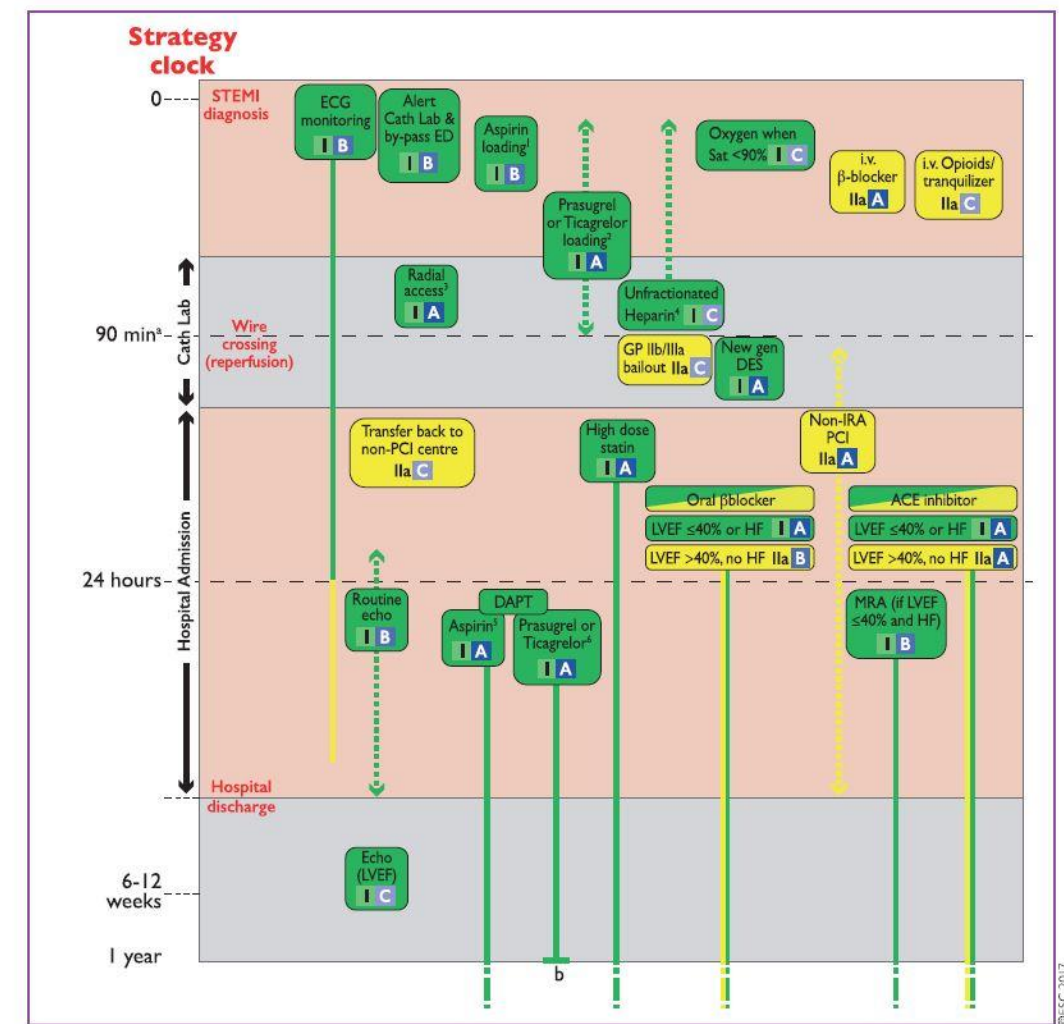 Strategy
clock
0
STEMI
diagnosis
ECG
monitoring
I B
Alert
Cath Lab &
by-pass ED
I B
Aspirin
loading¹
I B
Prasugrel
or Ticagrelor
loading²
I A
Oxygen when
Sat <90% I C
i.v.
β-blocker
IIa A
i.v. Opioids/
tranquilizer
IIa C
Cath Lab
90 minª
Wire
crossing
(reperfusion)
Radial
access³
I A
Unfractionated
Heparin⁴ I C
GP IIb/IIIa
bailout IIa C
New gen
DES
I A
Hospital Admission
Transfer back to
non-PCI centre
IIa C
High dose
statin
I A
Non-IRA
PCI
IIa A
Oral βblocker
LVEF ≤40% or HF I A
LVEF >40%, no HF IIa B
ACE inhibitor
LVEF ≤40% or HF I A
LVEF >40%, no HF IIa A
24 hours
Routine
echo
I B
DAPT
Aspirin⁵
I A
Prasugrel or
Ticagrelor⁶
I A
MRA (if LVEF
≤40% and HF)
I B
Hospital
discharge
Echo
(LVEF)
I C
6-12
weeks
1 year
b
©ESC 2017